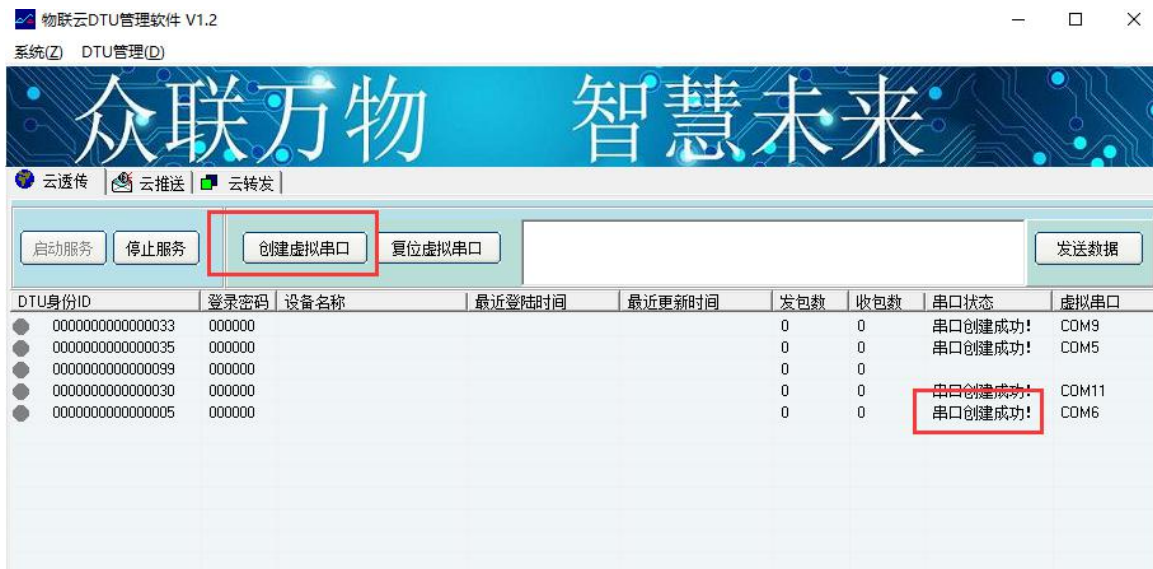 物联云DTU管理软件 V1.2
系统(Z) DTU管理(D)
众联万物 智慧未来
云透传 云推送 云转发
启动服务 停止服务 创建虚拟串口 复位虚拟串口 发送数据
DTU身份ID 登录密码 设备名称 最近登陆时间 最近更新时间 发包数 收包数 串口状态 虚拟串口
0000000000000033 000000 0 0 串口创建成功! COM9
0000000000000035 000000 0 0 串口创建成功! COM5
0000000000000099 000000 0 0
0000000000000030 000000 0 0 串口创建成功! COM11
0000000000000005 000000 0 0 串口创建成功! COM6